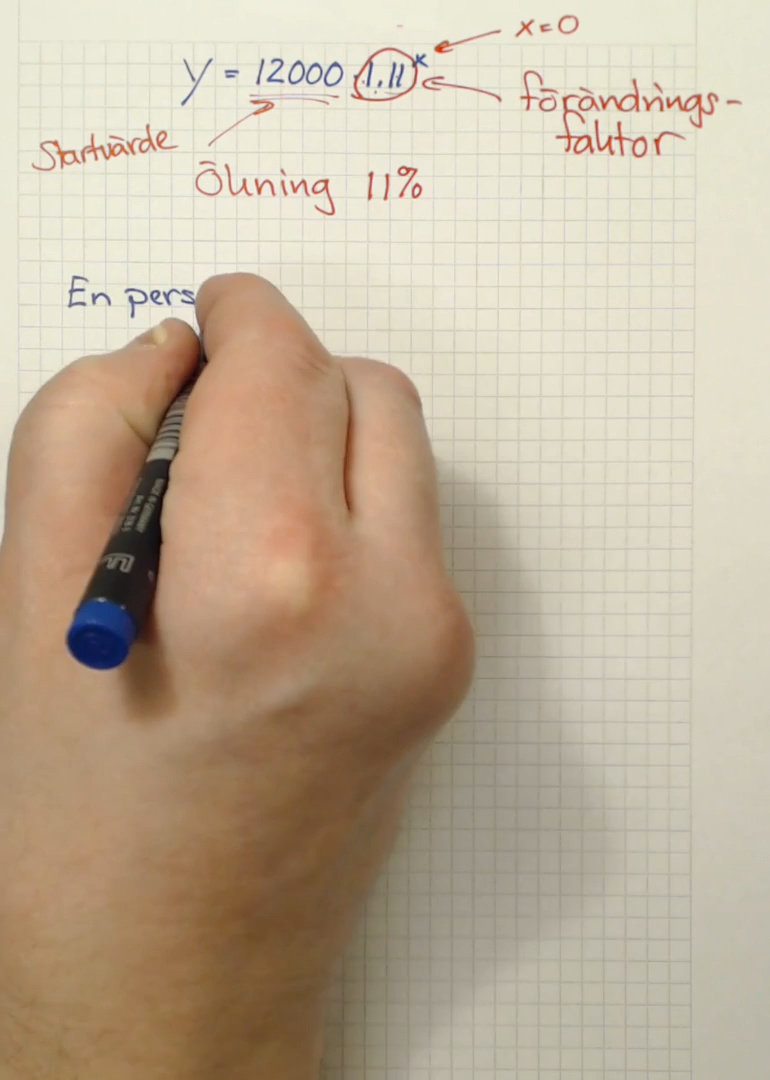 x=0
y = 12000 · 1.11^x
förändrings-
faktor
Startvärde
Ökning 11%
En pers